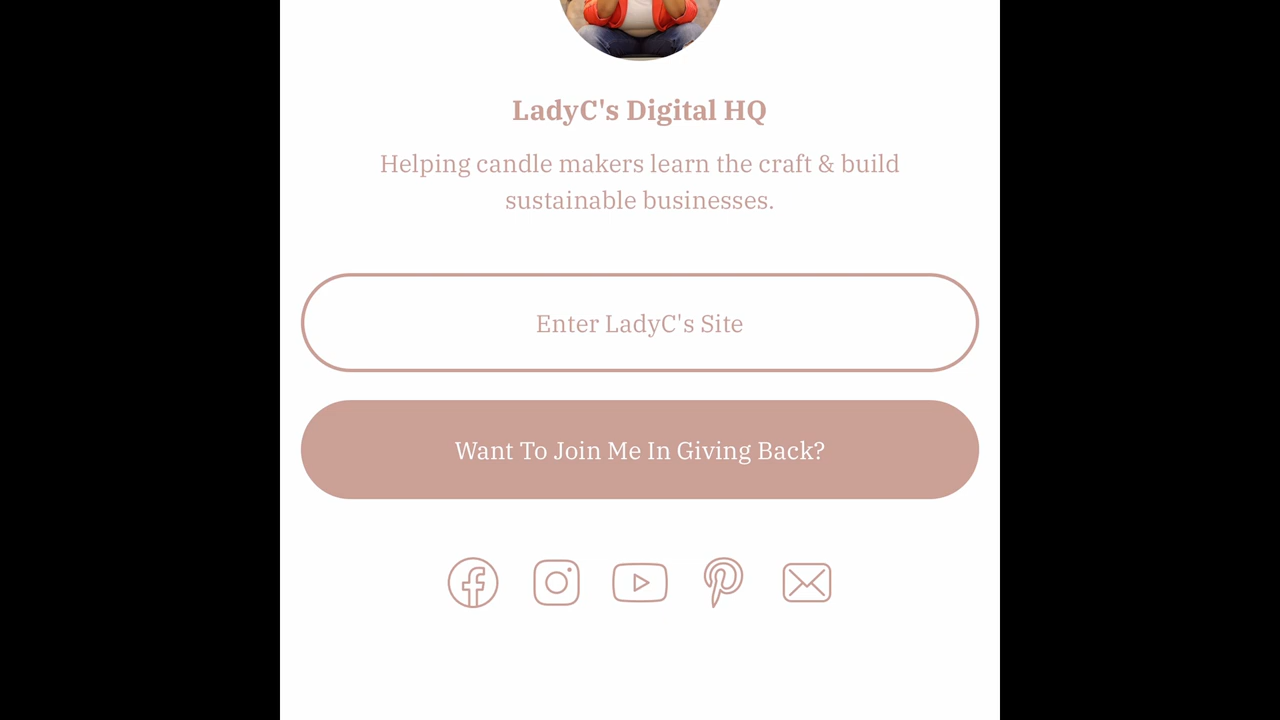 LadyC's Digital HQ
Helping candle makers learn the craft & build
sustainable businesses.
Enter LadyC's Site
Want To Join Me In Giving Back?